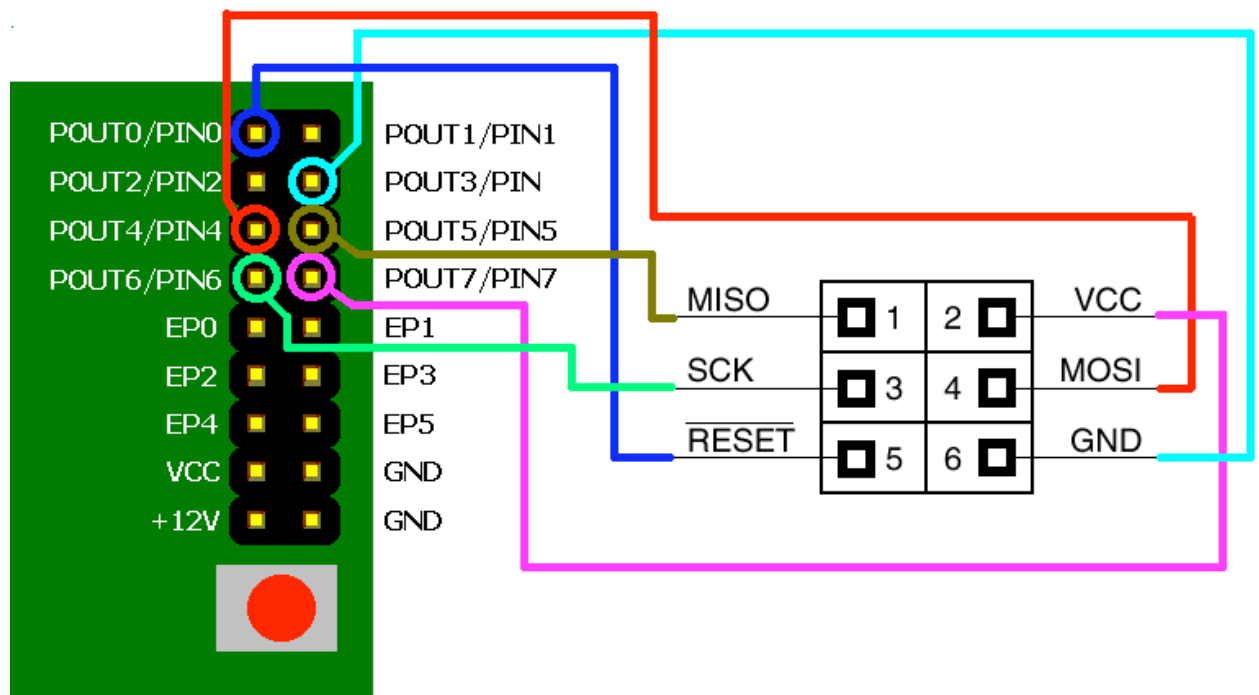 POUT0/PIN0 POUT1/PIN1
POUT2/PIN2 POUT3/PIN
POUT4/PIN4 POUT5/PIN5
POUT6/PIN6 POUT7/PIN7
EP0 EP1
EP2 EP3
EP4 EP5
VCC GND
+12V GND
MISO 1 2 VCC
SCK 3 4 MOSI
RESET 5 6 GND